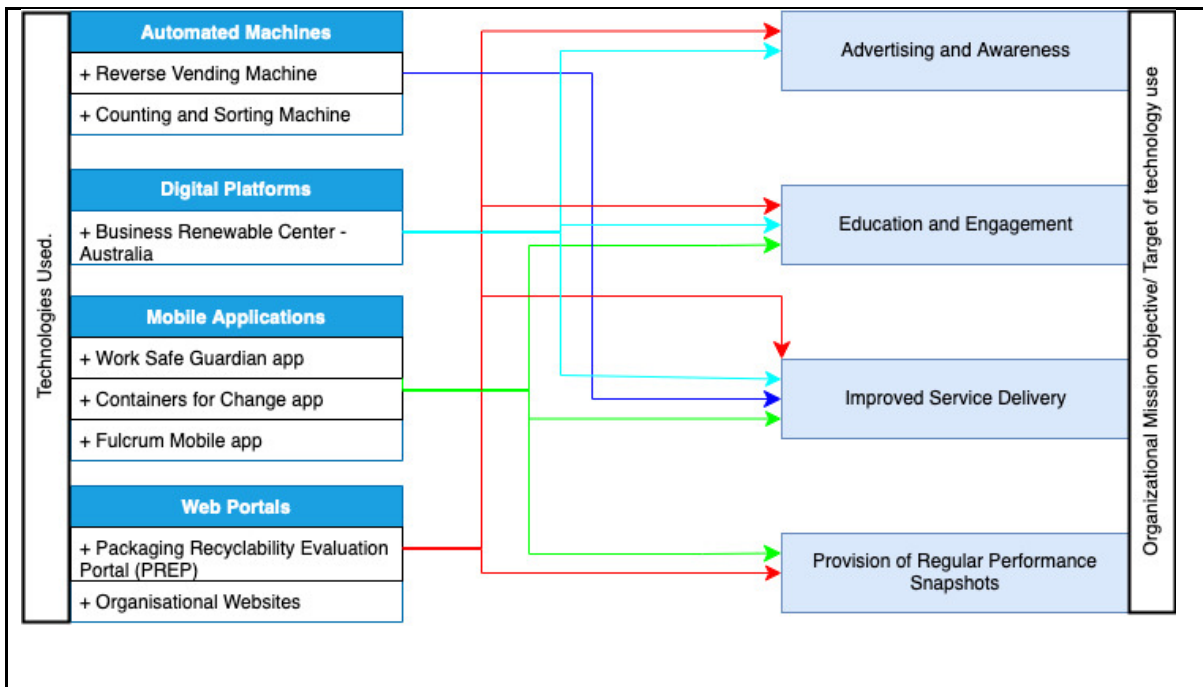 Technologies Used.
Automated Machines
+ Reverse Vending Machine
+ Counting and Sorting Machine
Digital Platforms
+ Business Renewable Center -
Australia
Mobile Applications
+ Work Safe Guardian app
+ Containers for Change app
+ Fulcrum Mobile app
Web Portals
+ Packaging Recyclability Evaluation
Portal (PREP)
+ Organisational Websites
Advertising and Awareness
Education and Engagement
Improved Service Delivery
Provision of Regular Performance
Snapshots
Organizational Mission objective/ Target of technology use